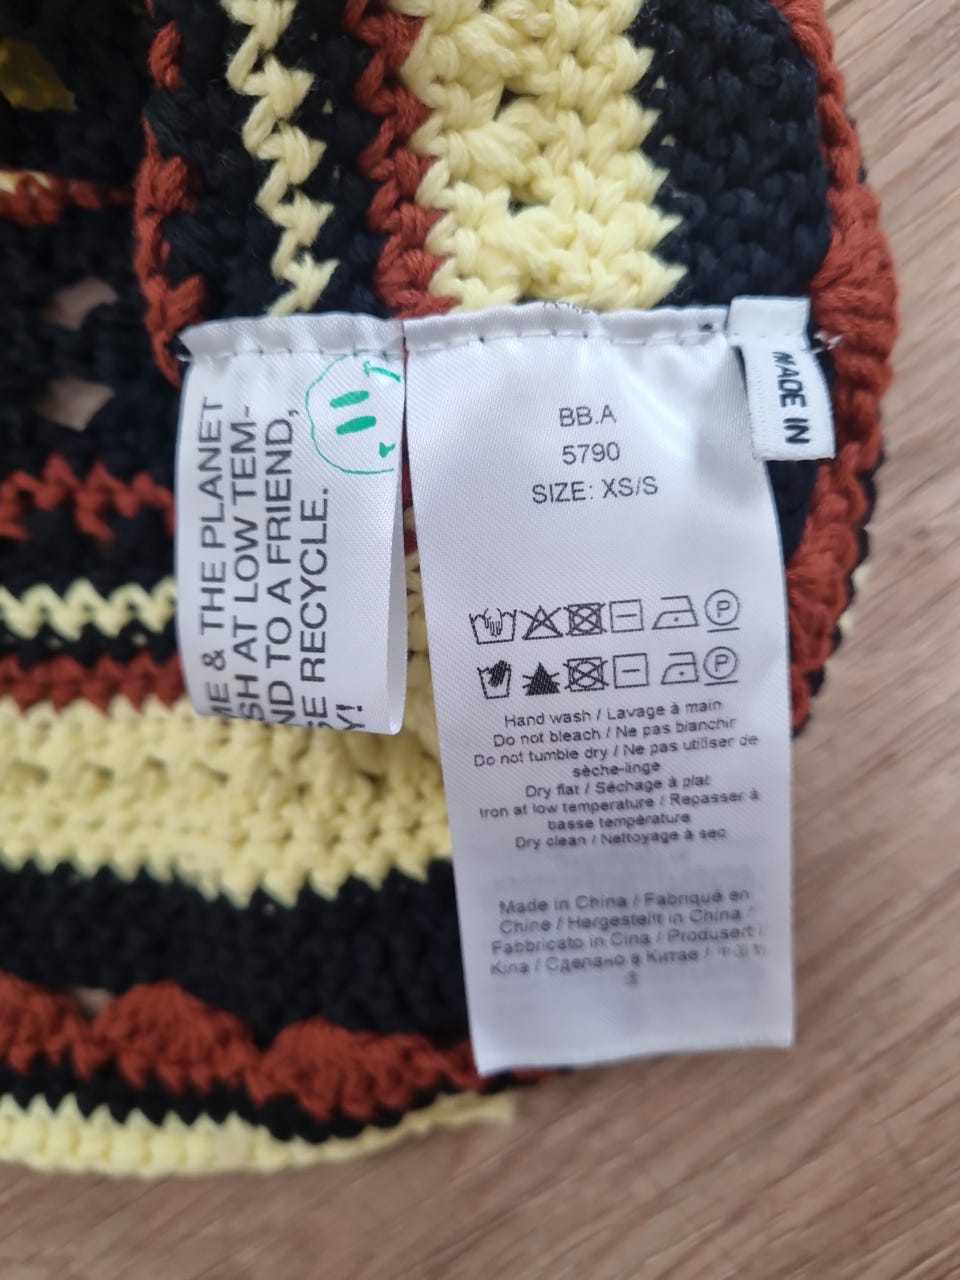 ME & THE PLANET
SH AT LOW TEM-
ND TO A FRIEND,
SE RECYCLE.
Y!
BB.A
5790
SIZE: XS/S
P
P
Hand wash / Lavage à main
Do not bleach / Ne pas blanchir
Do not tumble dry / Ne pas utiliser de
sèche-linge
Dry flat / Séchage à plat
Iron at low temperature / Repasser à
basse température
Dry clean / Nettoyage à sec
Made in China / Fabriqué en
Chine / Hergestellt in China /
Fabbricato in Cina / Produsert i
Kina / Сделано в Китае /
MADE IN